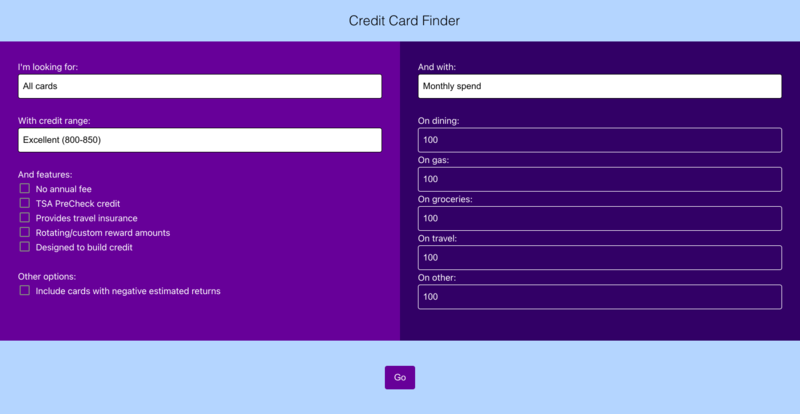 Credit Card Finder
I'm looking for:
All cards
With credit range:
Excellent (800-850)
And features:
No annual fee
TSA PreCheck credit
Provides travel insurance
Rotating/custom reward amounts
Designed to build credit
Other options:
Include cards with negative estimated returns
And with:
Monthly spend
On dining:
100
On gas:
100
On groceries:
100
On travel:
100
On other:
100
Go